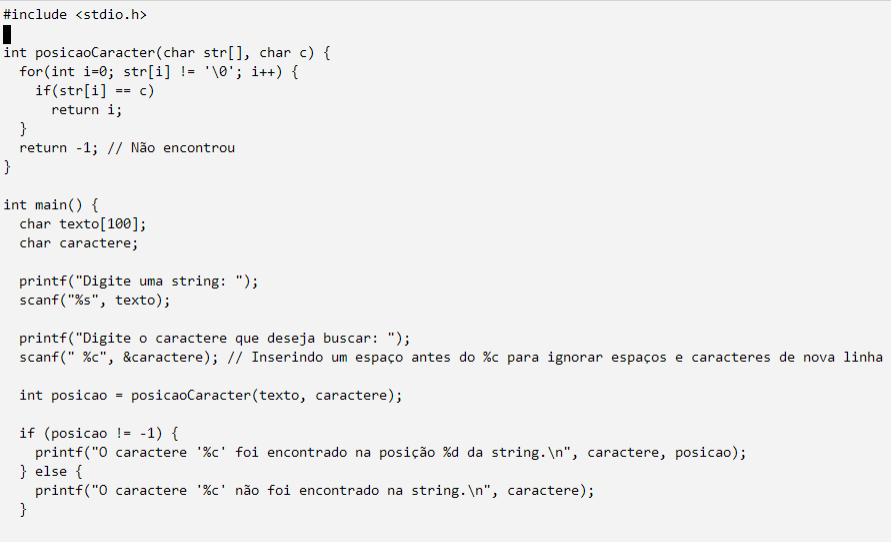 #include <stdio.h>

int posicaoCaracter(char str[], char c) {
  for(int i=0; str[i] != '\0'; i++) {
    if(str[i] == c)
      return i;
  }
  return -1; // Não encontrou
}

int main() {
  char texto[100];
  char caractere;

  printf("Digite uma string: ");
  scanf("%s", texto);

  printf("Digite o caractere que deseja buscar: ");
  scanf(" %c", &caractere); // Inserindo um espaço antes do %c para ignorar espaços e caracteres de nova linha

  int posicao = posicaoCaracter(texto, caractere);

  if (posicao != -1) {
    printf("O caractere '%c' foi encontrado na posição %d da string.\n", caractere, posicao);
  } else {
    printf("O caractere '%c' não foi encontrado na string.\n", caractere);
  }